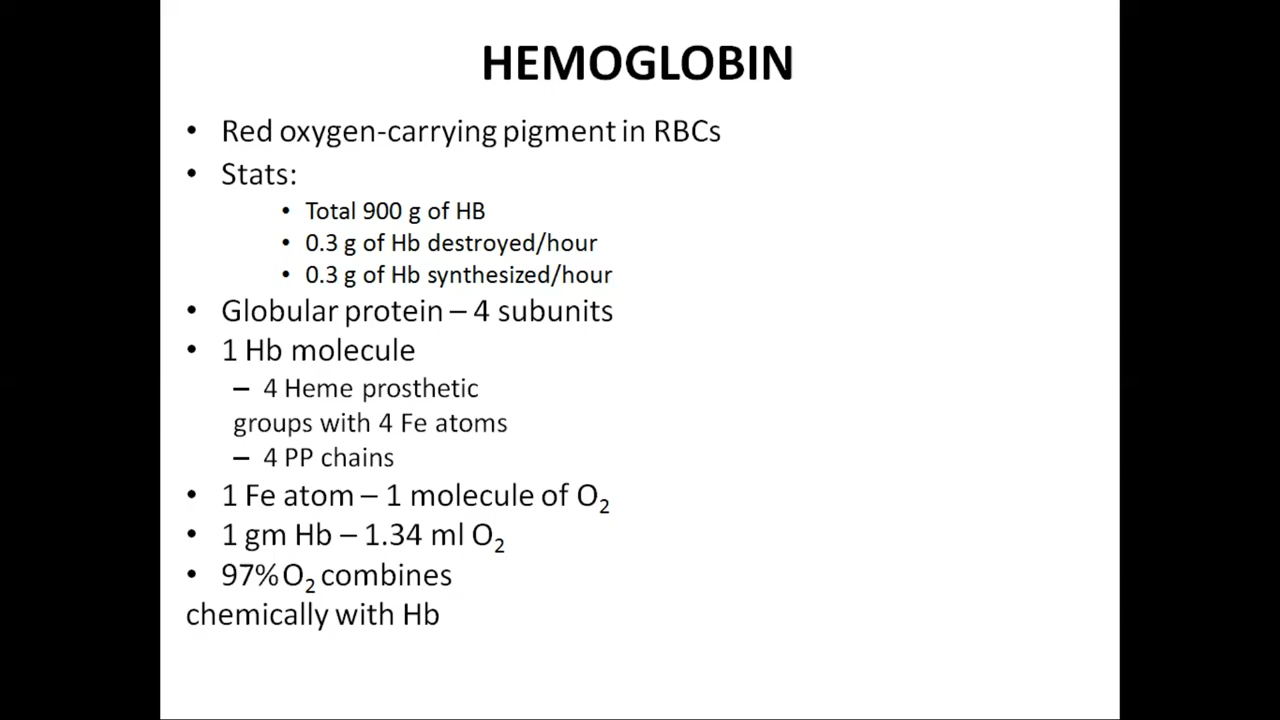 HEMOGLOBIN
• Red oxygen-carrying pigment in RBCs
• Stats:
• Total 900 g of HB
• 0.3 g of Hb destroyed/hour
• 0.3 g of Hb synthesized/hour
• Globular protein – 4 subunits
• 1 Hb molecule
– 4 Heme prosthetic
groups with 4 Fe atoms
– 4 PP chains
• 1 Fe atom – 1 molecule of O₂
• 1 gm Hb – 1.34 ml O₂
• 97% O₂ combines
chemically with Hb